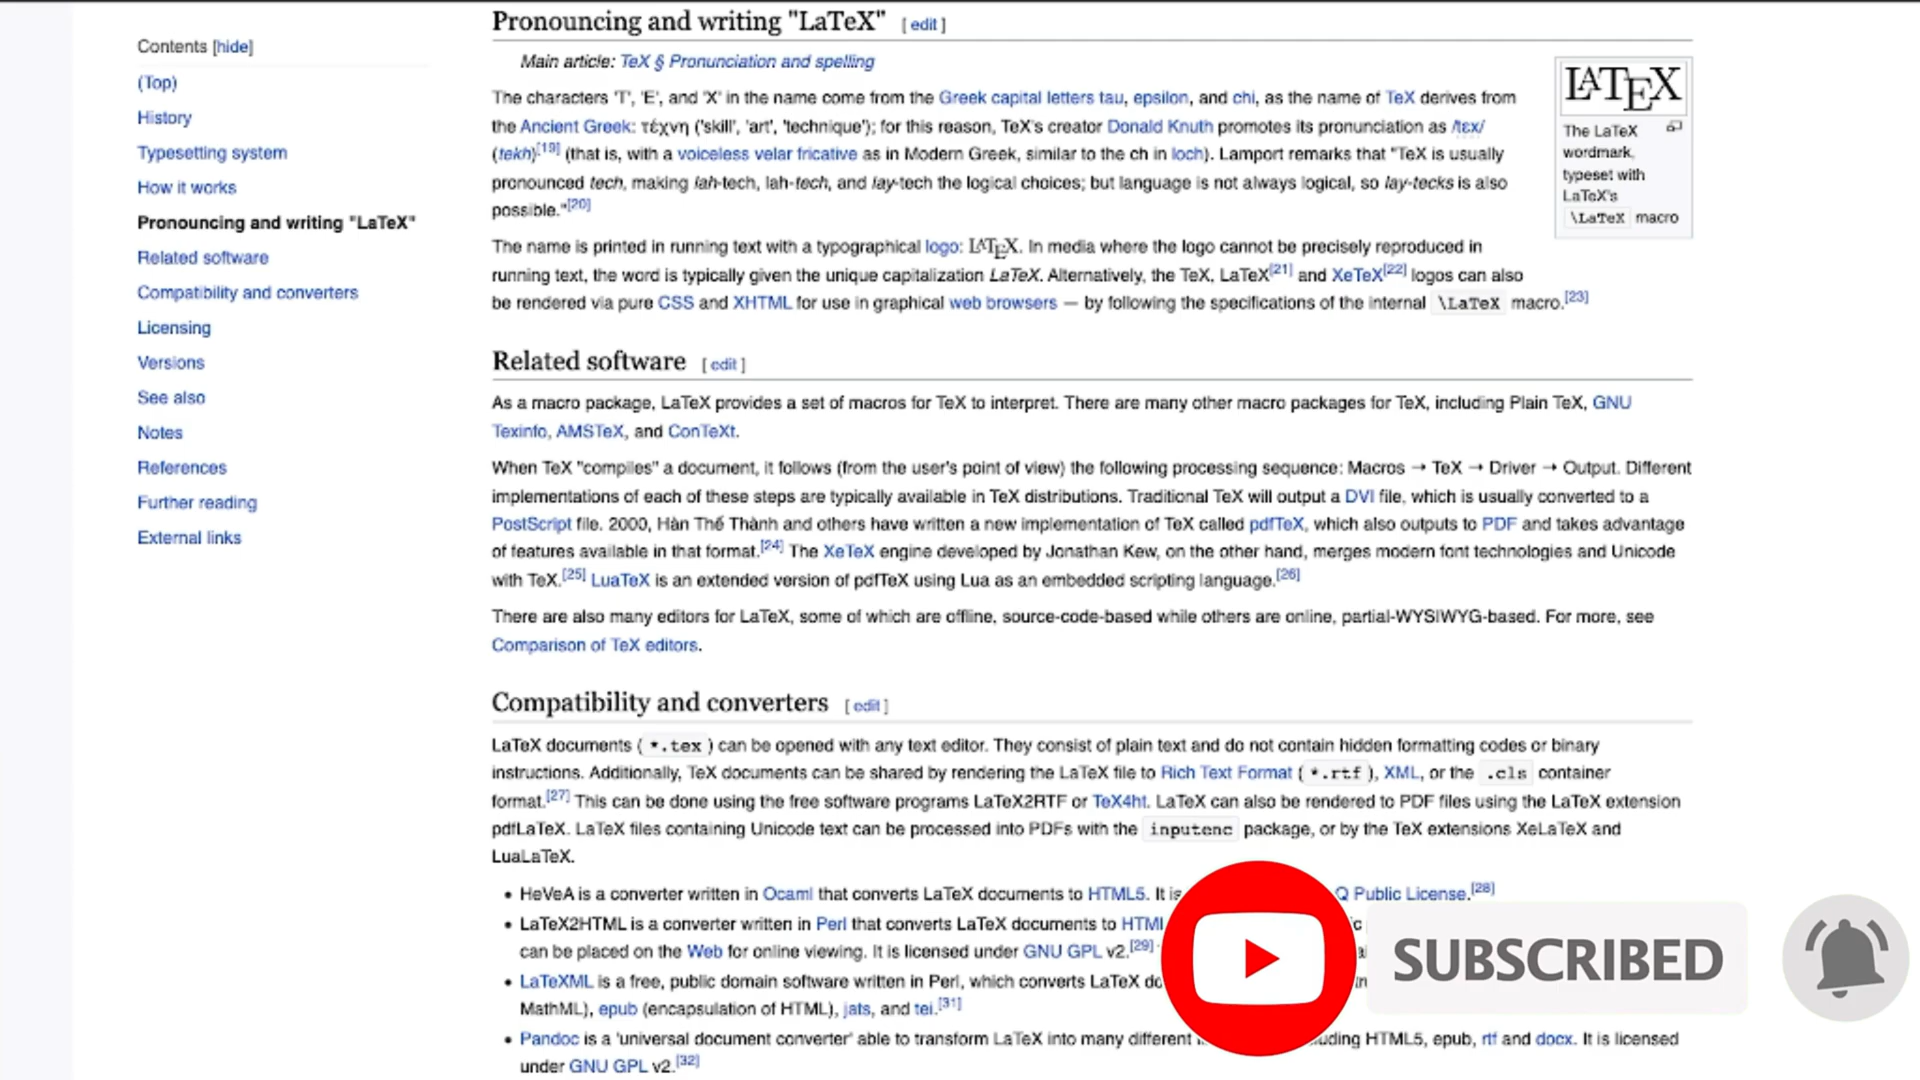 Contents [hide]
(Top)
History
Typesetting system
How it works
Pronouncing and writing "LaTeX"
Related software
Compatibility and converters
Licensing
Versions
See also
Notes
References
Further reading
External links
Pronouncing and writing "LaTeX" [ edit ]
Main article: TeX § Pronunciation and spelling
The characters 'T', 'E', and 'X' in the name come from the Greek capital letters tau, epsilon, and chi, as the name of TeX derives from
the Ancient Greek: τέχνη ('skill', 'art', 'technique'); for this reason, TeX's creator Donald Knuth promotes its pronunciation as /tɛx/
(tekh)[19] (that is, with a voiceless velar fricative as in Modern Greek, similar to the ch in loch). Lamport remarks that "TeX is usually
pronounced tech, making lah-tech, lah-tech, and lay-tech the logical choices; but language is not always logical, so lay-tecks is also
possible."[20]
The name is printed in running text with a typographical logo: LATEX. In media where the logo cannot be precisely reproduced in
running text, the word is typically given the unique capitalization LaTeX. Alternatively, the TeX, LaTeX[21] and XeTeX[22] logos can also
be rendered via pure CSS and XHTML for use in graphical web browsers — by following the specifications of the internal \LaTeX macro.[23]
LATEX
The LaTeX
wordmark,
typeset with
LaTeX's
\LaTeX macro
Related software [ edit ]
As a macro package, LaTeX provides a set of macros for TeX to interpret. There are many other macro packages for TeX, including Plain TeX, GNU
Texinfo, AMSTeX, and ConTeXt.
When TeX "compiles" a document, it follows (from the user's point of view) the following processing sequence: Macros → TeX → Driver → Output. Different
implementations of each of these steps are typically available in TeX distributions. Traditional TeX will output a DVI file, which is usually converted to a
PostScript file. 2000, Hàn Thế Thành and others have written a new implementation of TeX called pdfTeX, which also outputs to PDF and takes advantage
of features available in that format.[24] The XeTeX engine developed by Jonathan Kew, on the other hand, merges modern font technologies and Unicode
with TeX.[25] LuaTeX is an extended version of pdfTeX using Lua as an embedded scripting language.[26]
There are also many editors for LaTeX, some of which are offline, source-code-based while others are online, partial-WYSIWYG-based. For more, see
Comparison of TeX editors.
Compatibility and converters [ edit ]
LaTeX documents ( *.tex ) can be opened with any text editor. They consist of plain text and do not contain hidden formatting codes or binary
instructions. Additionally, TeX documents can be shared by rendering the LaTeX file to Rich Text Format ( *.rtf ), XML, or the .cls container
format.[27] This can be done using the free software programs LaTeX2RTF or TeX4ht. LaTeX can also be rendered to PDF files using the LaTeX extension
pdfLaTeX. LaTeX files containing Unicode text can be processed into PDFs with the inputenc package, or by the TeX extensions XeLaTeX and
LuaLaTeX.
• HeVeA is a converter written in Ocaml that converts LaTeX documents to HTML5. It is Q Public License.[28]
• LaTeX2HTML is a converter written in Perl that converts LaTeX documents to
can be placed on the Web for online viewing. It is licensed under GNU GPL v2.[29]
• LaTeXML is a free, public domain software written in Perl, which converts LaTeX
MathML), epub (encapsulation of HTML), jats, and tei.[31]
• Pandoc is a 'universal document converter' able to transform LaTeX into many different HTML5, epub, rtf and docx. It is licensed
under GNU GPL v2.[32]
SUBSCRIBED